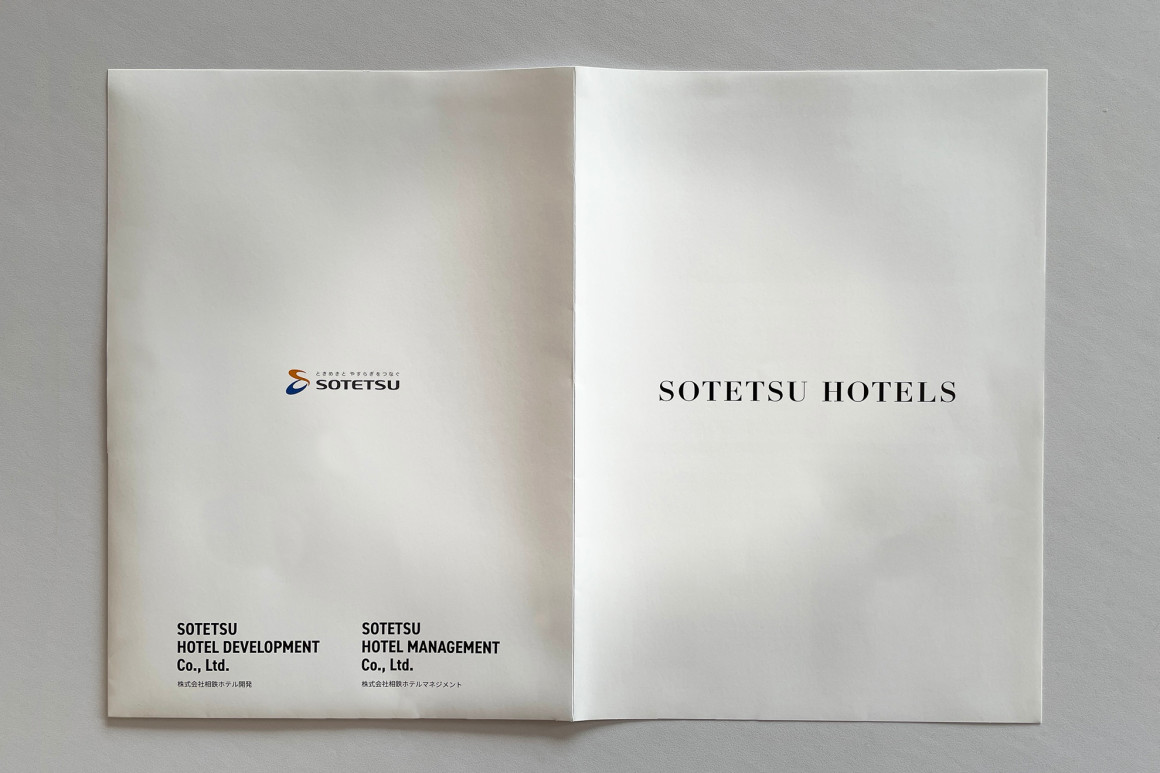 ときめきと やすらぎをつなぐ
SOTETSU
SOTETSU
HOTEL DEVELOPMENT
Co., Ltd.
株式会社相鉄ホテル開発
SOTETSU
HOTEL MANAGEMENT
Co., Ltd.
株式会社相鉄ホテルマネジメント
SOTETSU HOTELS